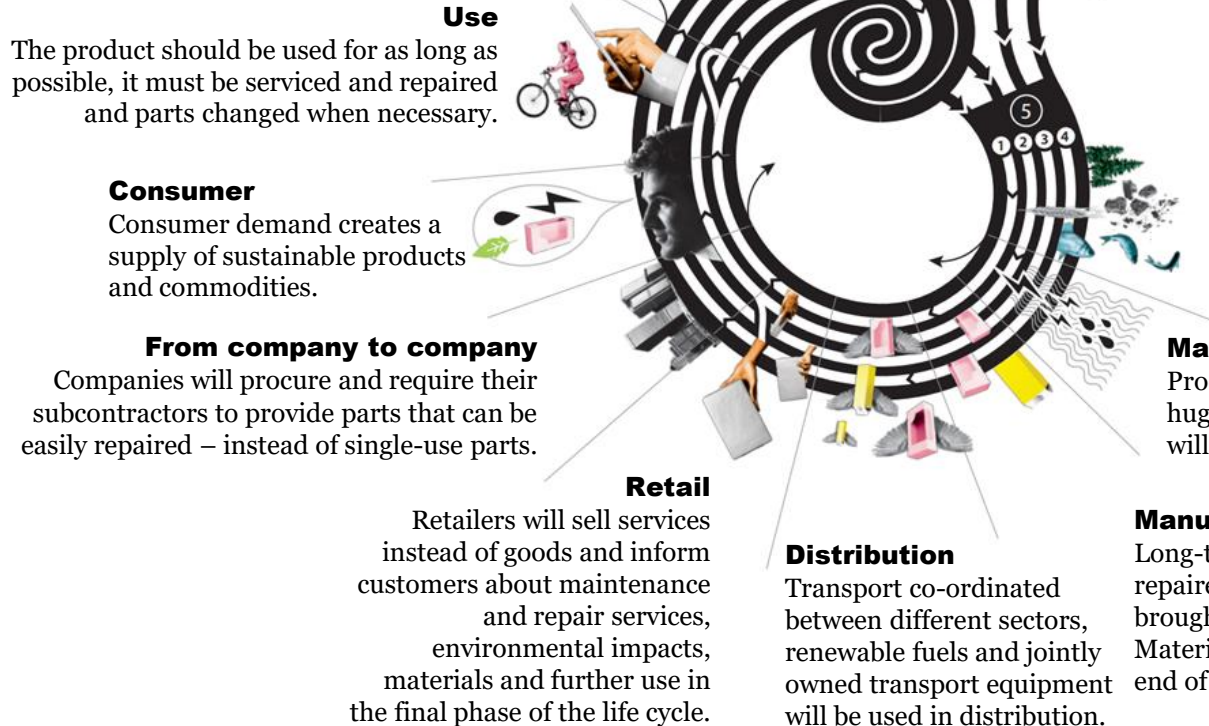 Use
The product should be used for as long as
possible, it must be serviced and repaired
and parts changed when necessary.
5
1 2 3 4
Consumer
Consumer demand creates a
supply of sustainable products
and commodities.
From company to company
Companies will procure and require their
subcontractors to provide parts that can be
easily repaired – instead of single-use parts.
Retail
Retailers will sell services
instead of goods and inform
customers about maintenance
and repair services,
environmental impacts,
materials and further use in
the final phase of the life cycle.
Distribution
Transport co-ordinated
between different sectors,
renewable fuels and jointly
owned transport equipment
will be used in distribution.
Ma
Pro
hug
will
Manu
Long-t
repaire
brough
Materi
end of